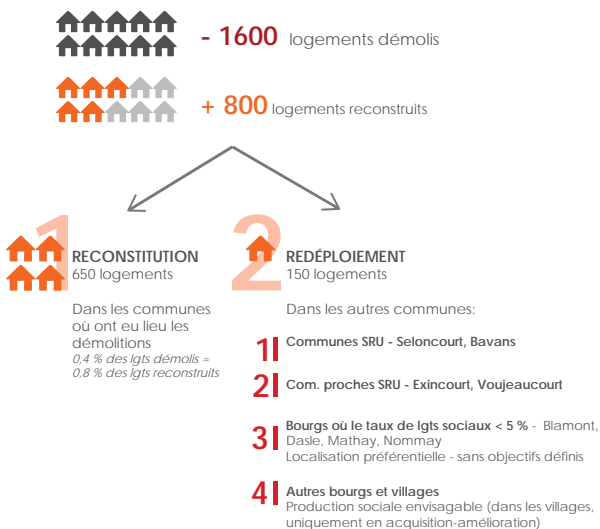 - 1600 logements démolis
+ 800 logements reconstruits
1
RECONSTITUTION
650 logements
Dans les communes
où ont eu lieu les
démolitions
0,4 % des lgts démolis =
0,8 % des lgts reconstruits
2
REDÉPLOIEMENT
150 logements
Dans les autres communes:
1 Communes SRU - Seloncourt, Bavans
2 Com. proches SRU - Exincourt, Voujeaucourt
3 Bourgs où le taux de lgts sociaux < 5 % - Blamont,
Dasle, Mathay, Nommay
Localisation préférentielle - sans objectifs définis
4 Autres bourgs et villages
Production sociale envisageable (dans les villages,
uniquement en acquisition-amélioration)